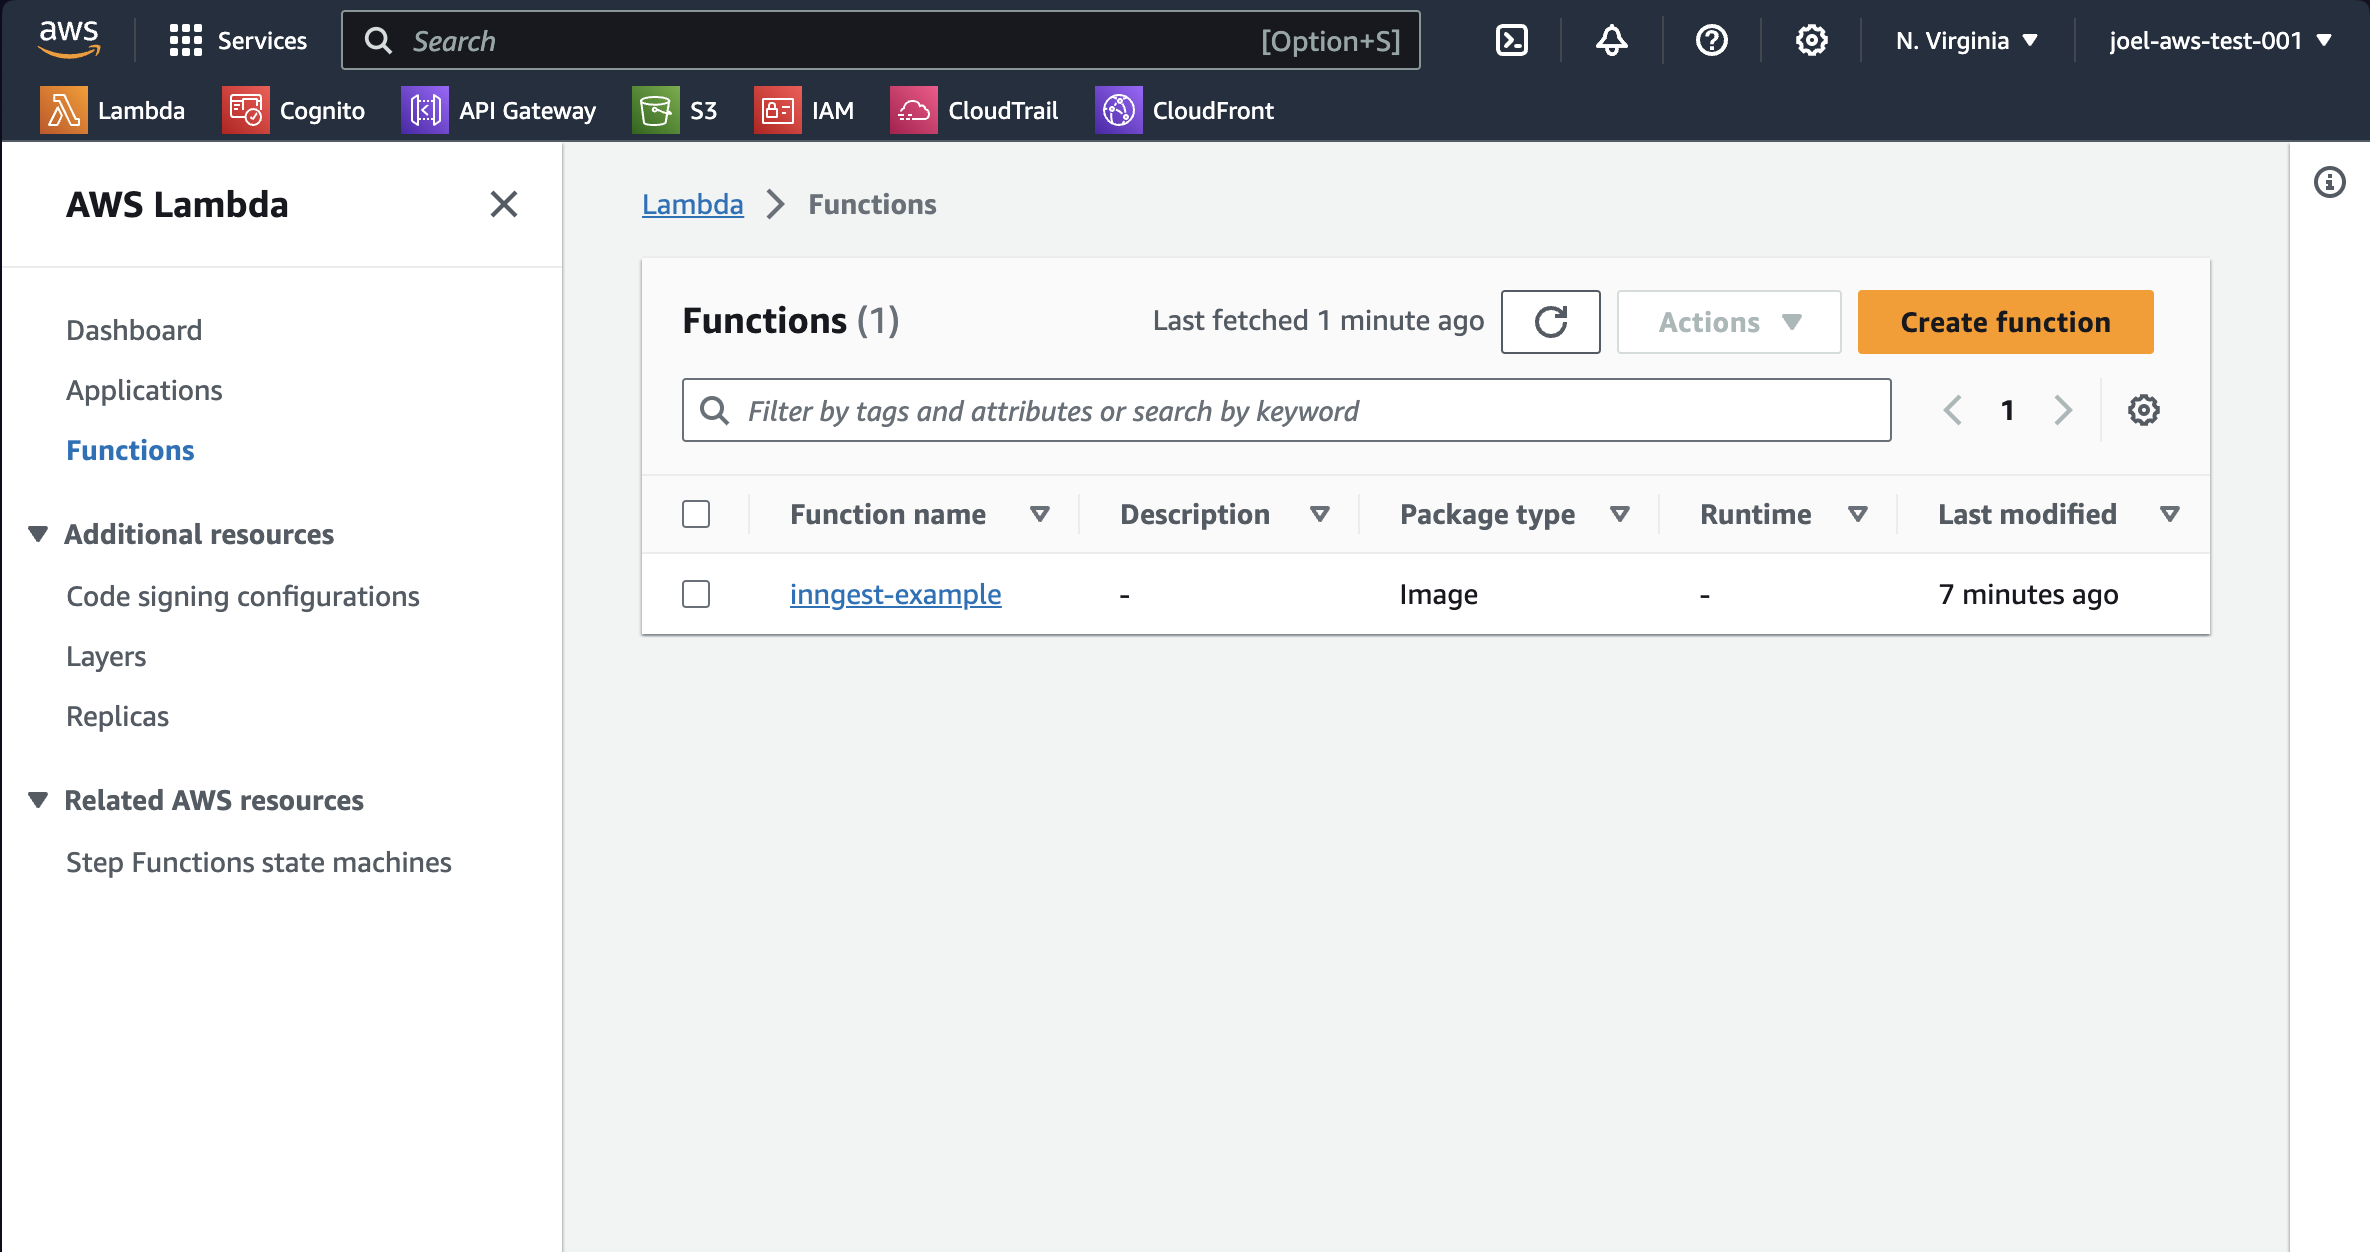 aws
Services
Search [Option+S]
N. Virginia
joel-aws-test-001
Lambda
Cognito
API Gateway
S3
IAM
CloudTrail
CloudFront
AWS Lambda
Dashboard
Applications
Functions
Additional resources
Code signing configurations
Layers
Replicas
Related AWS resources
Step Functions state machines
Lambda
Functions
Functions (1)
Last fetched 1 minute ago
Actions
Create function
Filter by tags and attributes or search by keyword
1
Function name Description Package type Runtime Last modified
inngest-example - Image - 7 minutes ago